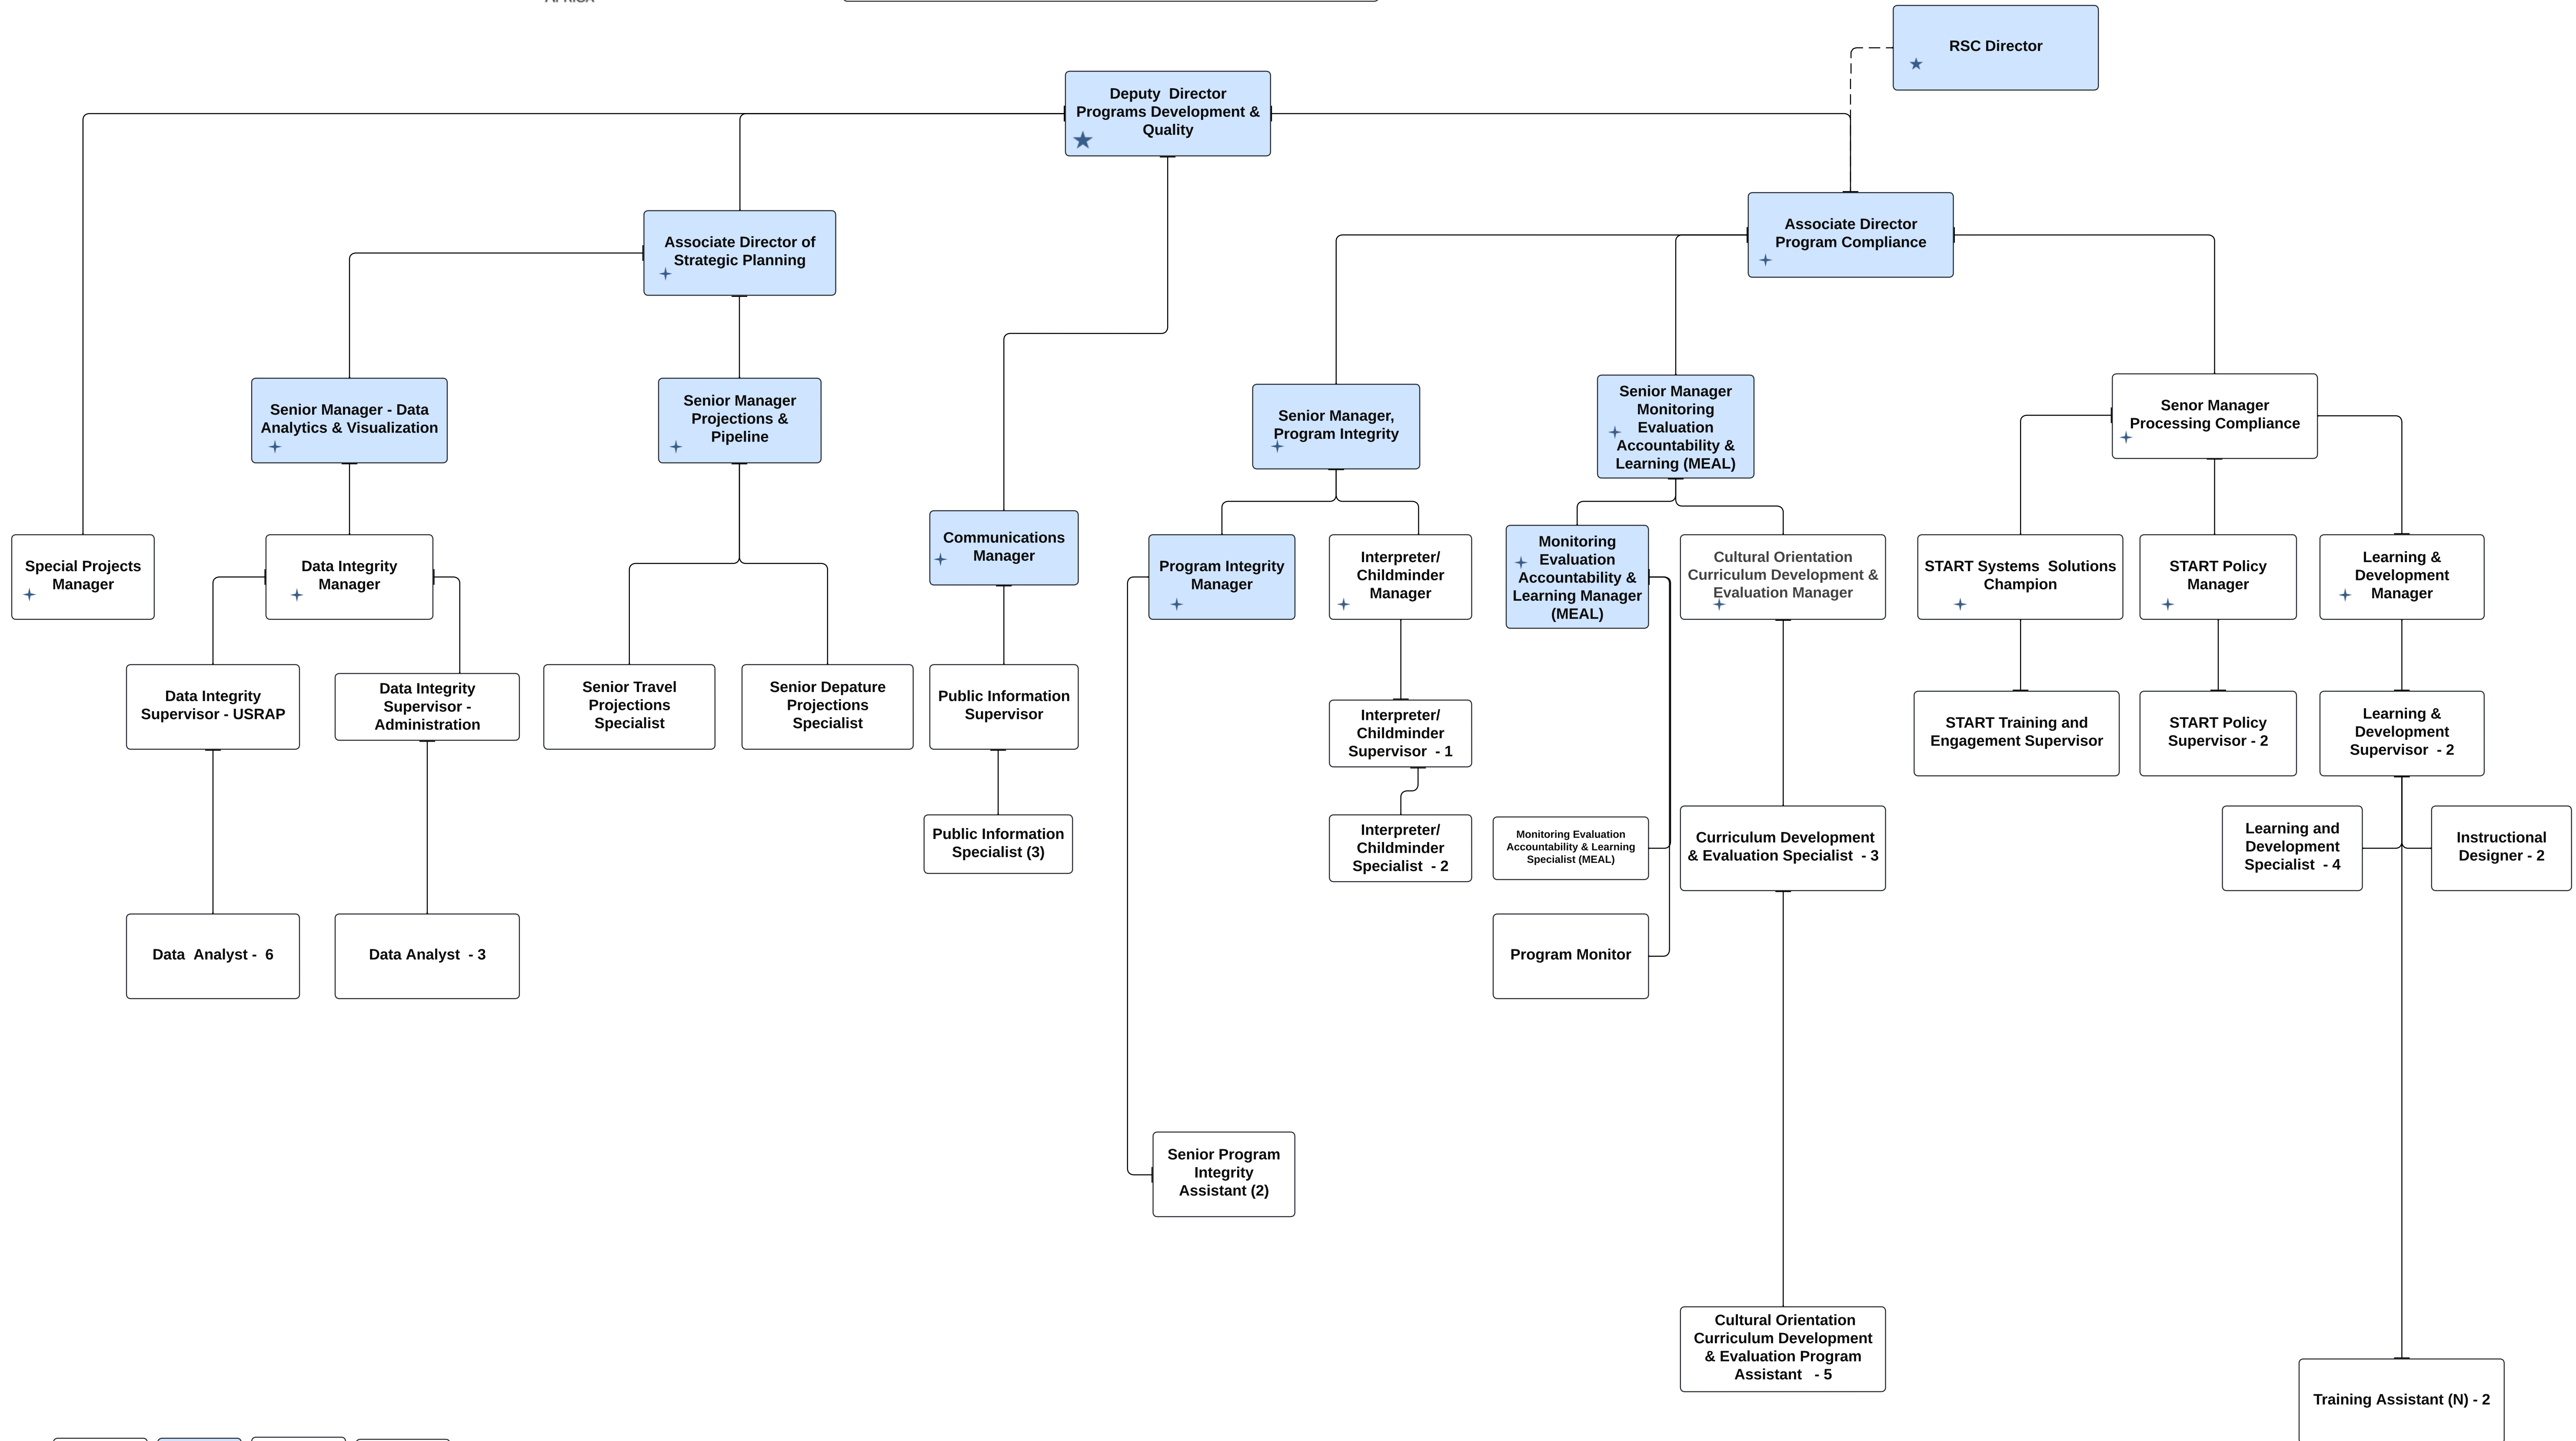 RSC Director
Deputy  Director
Programs Development &
Quality
Associate Director
Program Compliance
Associate Director of
Strategic Planning
Senior Manager - Data
Analytics & Visualization
Senior Manager
Projections &
Pipeline
Senior Manager,
Program Integrity
Senior Manager
Monitoring
Evaluation
Accountability &
Learning (MEAL)
Senor Manager
Processing Compliance
Special Projects
Manager
Data Integrity
Manager
Communications
Manager
Program Integrity
Manager
Interpreter/
Childminder
Manager
Monitoring
Evaluation
Accountability &
Learning Manager
(MEAL)
Cultural Orientation
Curriculum Development &
Evaluation Manager
START Systems  Solutions
Champion
START Policy
Manager
Learning &
Development
Manager
Data Integrity
Supervisor - USRAP
Data Integrity
Supervisor -
Administration
Senior Travel
Projections
Specialist
Senior Depature
Projections
Specialist
Public Information
Supervisor
Interpreter/
Childminder
Supervisor  - 1
START Training and
Engagement Supervisor
START Policy
Supervisor - 2
Learning &
Development
Supervisor  - 2
Public Information
Specialist (3)
Interpreter/
Childminder
Specialist  - 2
Monitoring Evaluation
Accountability & Learning
Specialist (MEAL)
Curriculum Development
& Evaluation Specialist  - 3
Learning and
Development
Specialist  - 4
Instructional
Designer - 2
Data  Analyst -  6
Data Analyst  - 3
Program Monitor
Senior Program
Integrity
Assistant (2)
Cultural Orientation
Curriculum Development
& Evaluation Program
Assistant   - 5
Training Assistant (N) - 2